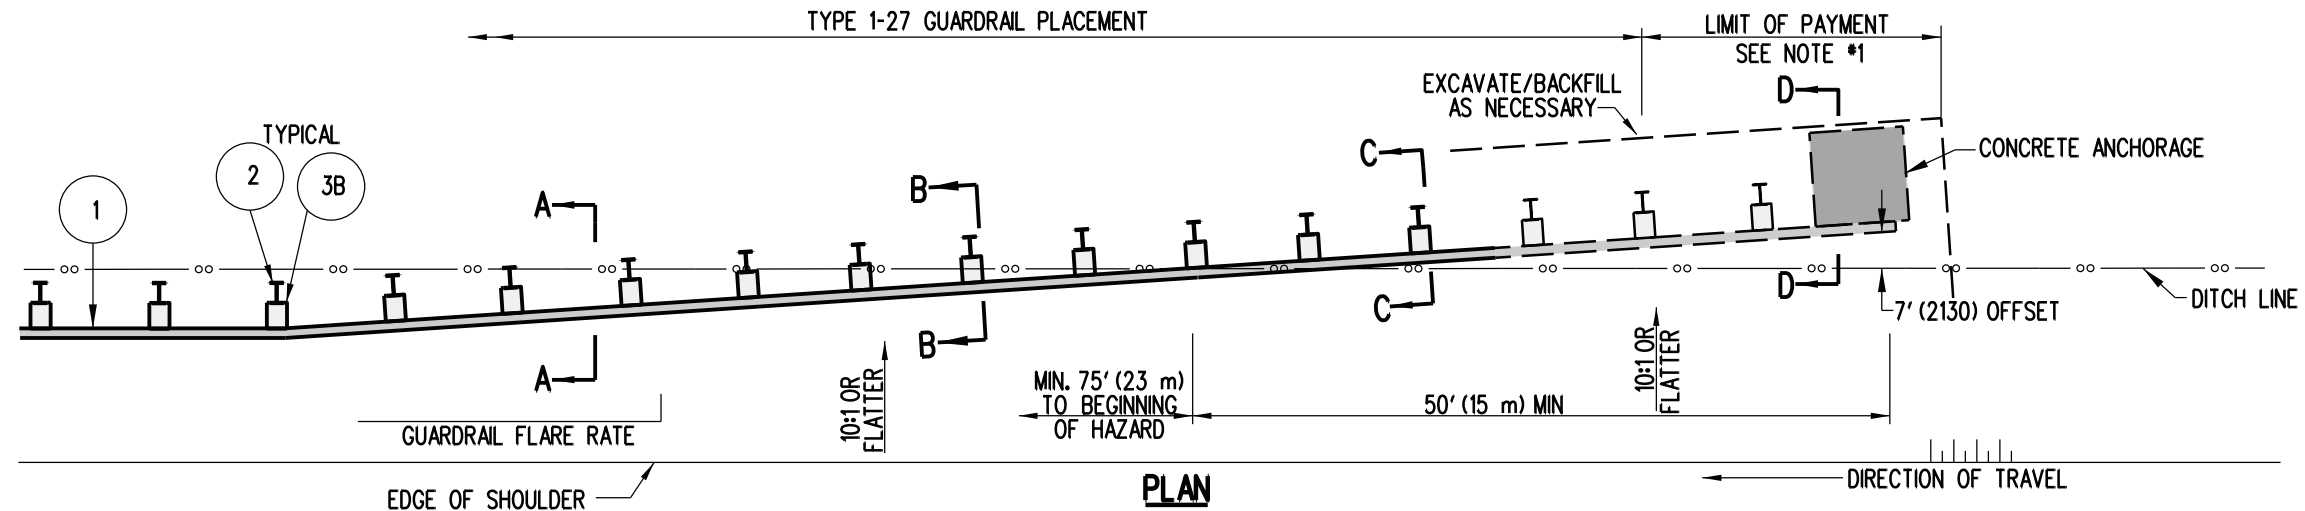 TYPE 1-27 GUARDRAIL PLACEMENT
LIMIT OF PAYMENT
SEE NOTE #1
EXCAVATE/BACKFILL
AS NECESSARY
D
CONCRETE ANCHORAGE
TYPICAL
1
2
3B
A
B
C
D
C
7' (2130) OFFSET
DITCH LINE
B
A
10:1 OR
FLATTER
MIN. 75' (23 m)
TO BEGINNING
OF HAZARD
50' (15 m) MIN
10:1 OR
FLATTER
GUARDRAIL FLARE RATE
EDGE OF SHOULDER
PLAN
DIRECTION OF TRAVEL